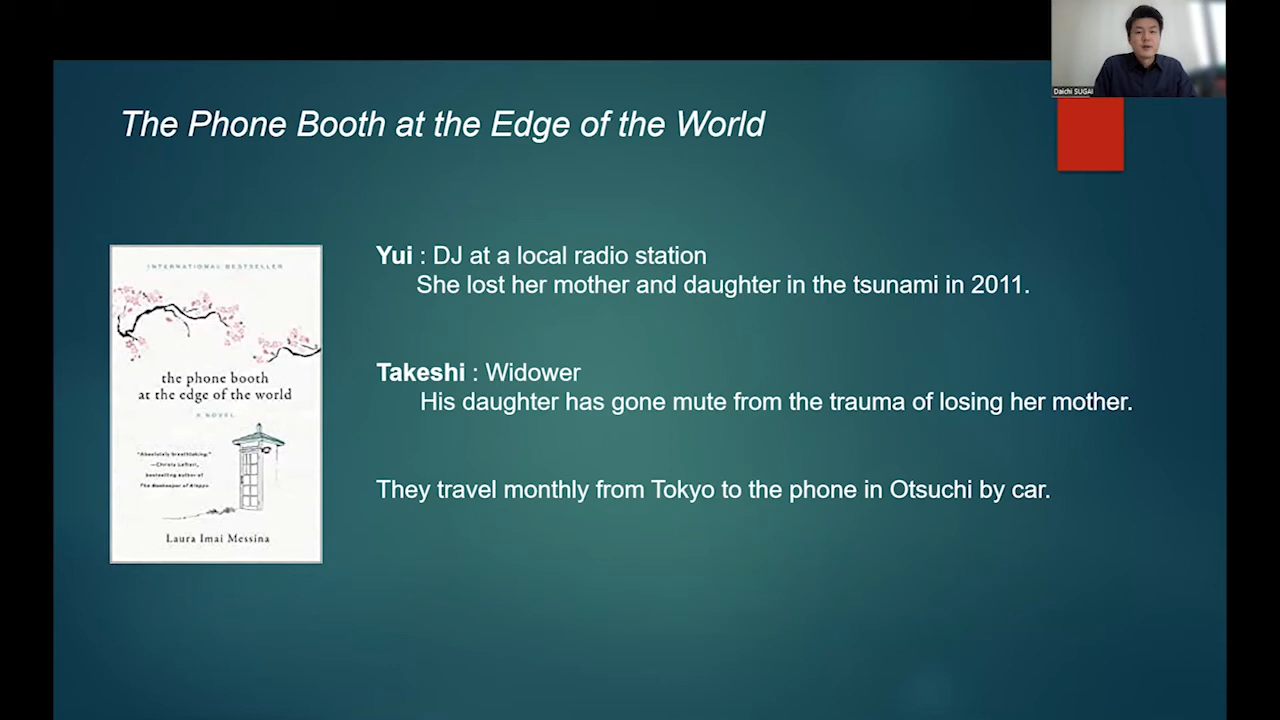 Daichi SUGAI
The Phone Booth at the Edge of the World
Yui : DJ at a local radio station
She lost her mother and daughter in the tsunami in 2011.
Takeshi : Widower
His daughter has gone mute from the trauma of losing her mother.
They travel monthly from Tokyo to the phone in Otsuchi by car.
INTERNATIONAL BESTSELLER
the phone booth
at the edge of the world
A NOVEL
"Absolutely breathtaking."
—Christy Lefteri,
bestselling author of
The Beekeeper of Aleppo
Laura Imai Messina